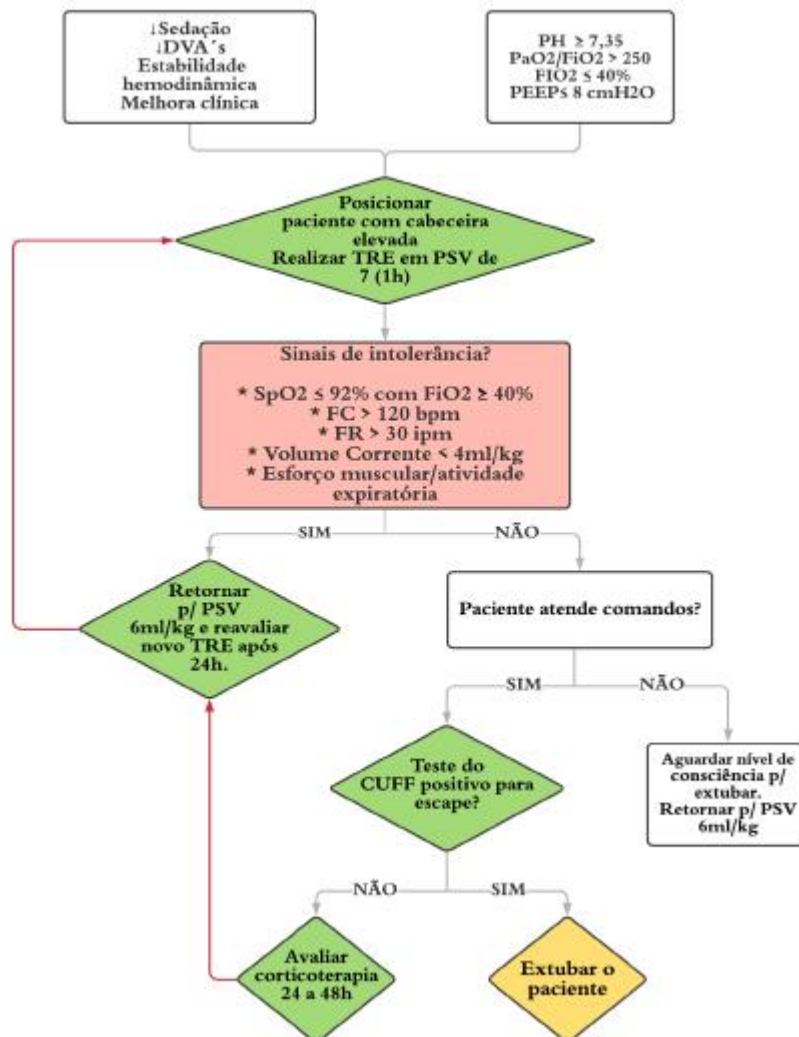 ↓Sedação
↓DVA´s
Estabilidade
hemodinâmica
Melhora clínica
PH ≥ 7,35
PaO2/FiO2 > 250
FIO2 ≤ 40%
PEEP≤ 8 cmH2O
Posicionar
paciente com cabeceira
elevada
Realizar TRE em PSV de
7 (1h)
Sinais de intolerância?
* SpO2 ≤ 92% com FiO2 ≥ 40%
* FC > 120 bpm
* FR > 30 ipm
* Volume Corrente < 4ml/kg
* Esforço muscular/atividade
expiratória
SIM
NÃO
Retornar
p/ PSV
6ml/kg e reavaliar
novo TRE após
24h.
Paciente atende comandos?
SIM
NÃO
Teste do
CUFF positivo para
escape?
Aguardar nível de
consciência p/
extubar.
Retornar p/ PSV
6ml/kg
NÃO
SIM
Avaliar
corticoterapia
24 a 48h
Extubar o
paciente